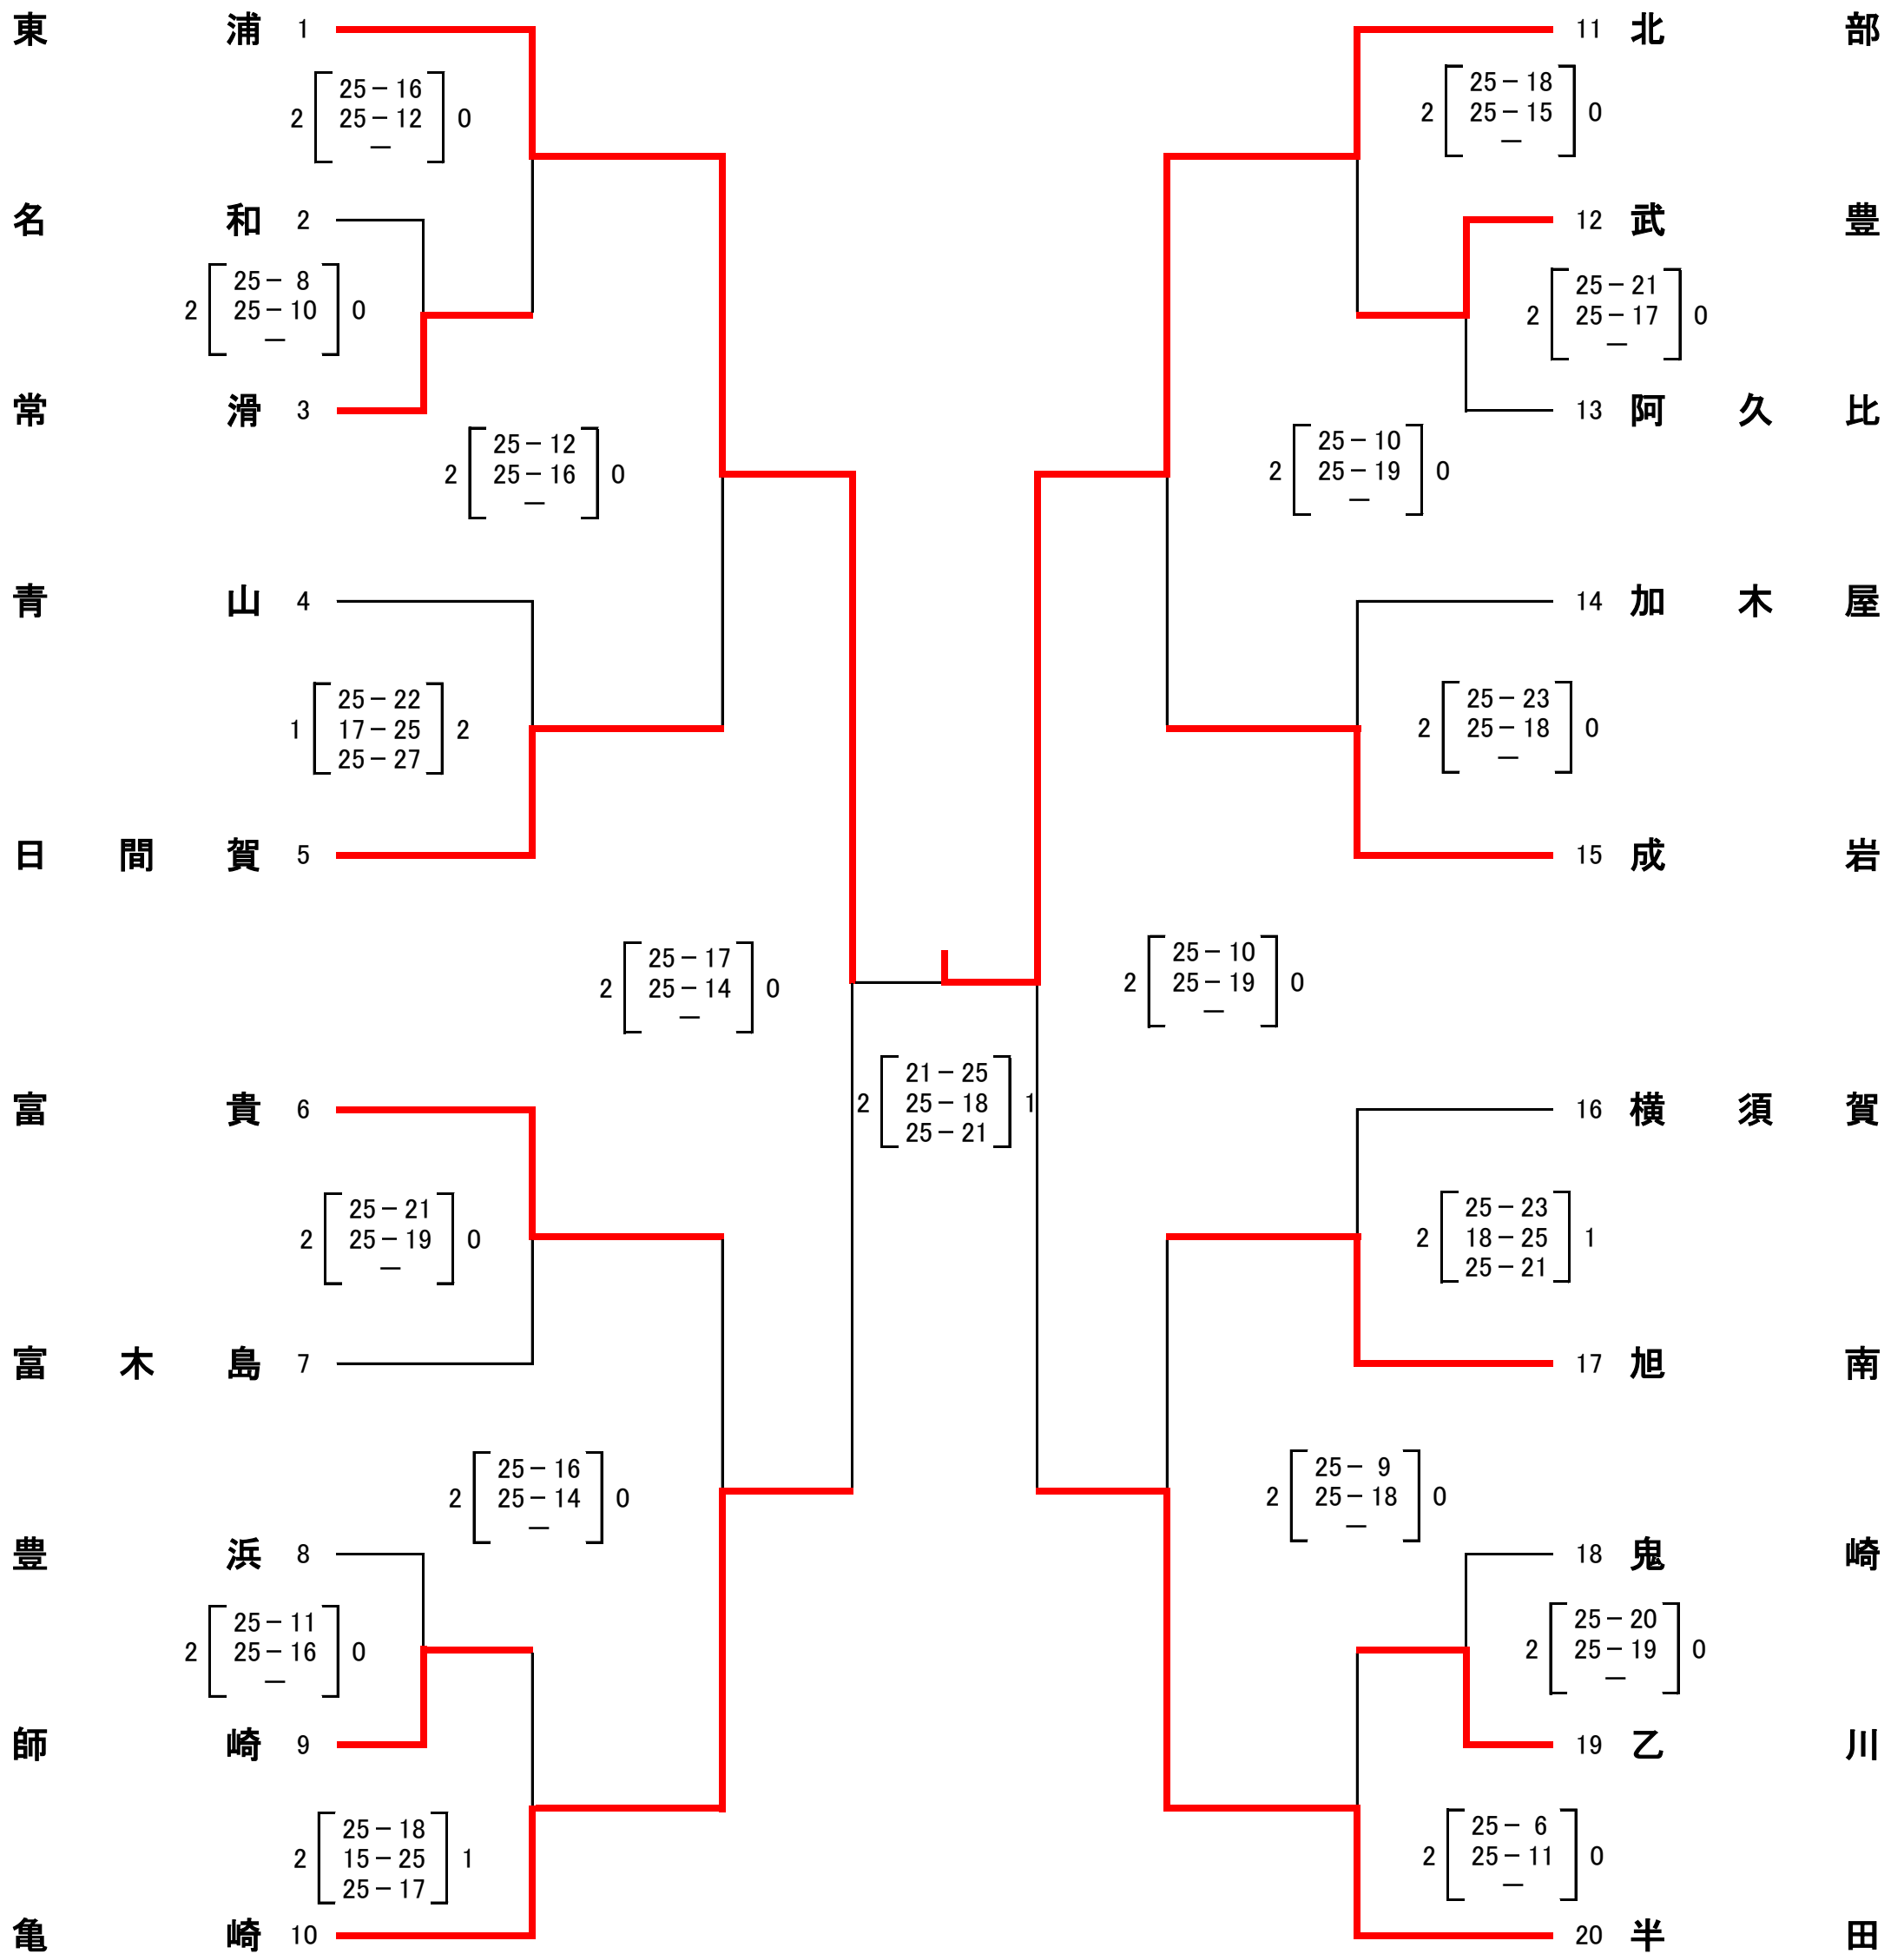 東浦 1
25－16
2 25－12 0
－
名和 2
25－ 8
2 25－10 0
－
常滑 3
25－12
2 25－16 0
－
青山 4
25－22
1 17－25 2
25－27
日間賀 5
25－17
2 25－14 0
－
富貴 6
25－21
2 25－19 0
－
富木島 7
25－16
2 25－14 0
－
豊浜 8
25－11
2 25－16 0
－
師崎 9
25－18
2 15－25 1
25－17
亀崎 10
21－25
2 25－18 1
25－21
11 北部
25－18
2 25－15 0
－
12 武豊
25－21
2 25－17 0
－
13 阿久比
25－10
2 25－19 0
－
14 加木屋
25－23
2 25－18 0
－
15 成岩
25－10
2 25－19 0
－
16 横須賀
25－23
2 18－25 1
25－21
17 旭南
25－ 9
2 25－18 0
－
18 鬼崎
25－20
2 25－19 0
－
19 乙川
25－ 6
2 25－11 0
－
20 半田